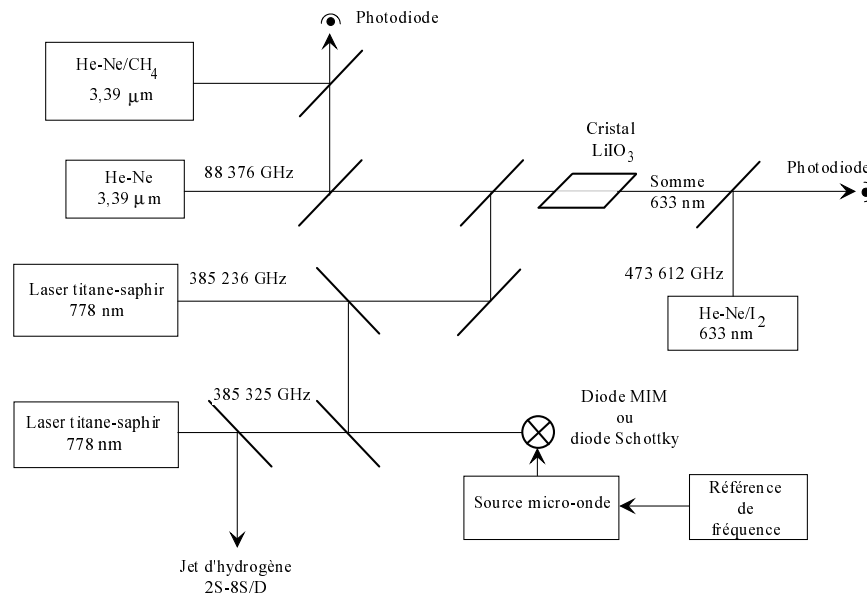 Photodiode
He-Ne/CH4
3,39 μm
Cristal
LiIO3
He-Ne
3,39 μm
88 376 GHz
Somme
633 nm
Photodiode
Laser titane-saphir
778 nm
385 236 GHz
473 612 GHz
He-Ne/I2
633 nm
Laser titane-saphir
778 nm
385 325 GHz
Diode MIM
ou
diode Schottky
Source micro-onde
Référence
de
fréquence
Jet d'hydrogène
2S-8S/D